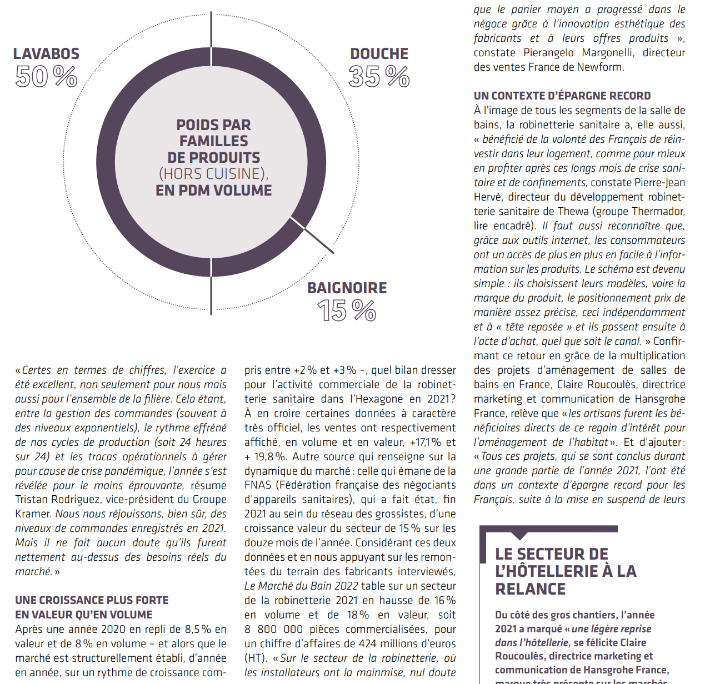 LAVABOS
50 %
DOUCHE
35 %
POIDS PAR
FAMILLES
DE PRODUITS
(HORS CUISINE),
EN PDM VOLUME
BAIGNOIRE
15 %
« Certes en termes de chiffres, l'exercice a
été excellent, non seulement pour nous mais
aussi pour l'ensemble de la filière. Cela étant,
entre la gestion des commandes (souvent à
des niveaux exponentiels), le rythme effréné
de nos cycles de production (soit 24 heures
sur 24) et les tracas opérationnels à gérer
pour cause de crise pandémique, l'année s'est
révélée pour le moins éprouvante, résume
Tristan Rodriguez, vice-président du Groupe
Kramer. Nous nous réjouissons, bien sûr, des
niveaux de commandes enregistrés en 2021.
Mais il ne fait aucun doute qu'ils furent
nettement au-dessus des besoins réels du
marché. »
UNE CROISSANCE PLUS FORTE
EN VALEUR QU'EN VOLUME
Après une année 2020 en repli de 8,5 % en
valeur et de 8 % en volume – et alors que le
marché est structurellement établi, d'année
en année, sur un rythme de croissance com-
pris entre +2 % et +3 % –, quel bilan dresser
pour l'activité commerciale de la robinet-
terie sanitaire dans l'Hexagone en 2021 ?
À en croire certaines données à caractère
très officiel, les ventes ont respectivement
affiché, en volume et en valeur, +17,1 % et
+ 19,8 %. Autre source qui renseigne sur la
dynamique du marché : celle qui émane de la
FNAS (Fédération française des négociants
d'appareils sanitaires), qui a fait état, fin
2021 au sein du réseau des grossistes, d'une
croissance valeur du secteur de 15 % sur les
douze mois de l'année. Considérant ces deux
données et en nous appuyant sur les remon-
tées du terrain des fabricants interviewés,
Le Marché du Bain 2022 table sur un secteur
de la robinetterie 2021 en hausse de 16 %
en volume et de 18 % en valeur, soit
8 800 000 pièces commercialisées, pour
un chiffre d'affaires de 424 millions d'euros
(HT). « Sur le secteur de la robinetterie, où
les installateurs ont la mainmise, nul doute
que le panier moyen a progressé dans le
négoce grâce à l'innovation esthétique des
fabricants et à leurs offres produits »,
constate Pierangelo Margonelli, directeur
des ventes France de Newform.
UN CONTEXTE D'ÉPARGNE RECORD
À l'image de tous les segments de la salle de
bains, la robinetterie sanitaire a, elle aussi,
« bénéficié de la volonté des Français de réin-
vestir dans leur logement, comme pour mieux
en profiter après ces longs mois de crise sani-
taire et de confinements, constate Pierre-Jean
Hervé, directeur du développement robinet-
terie sanitaire de Thewa (groupe Thermador,
lire encadré). Il faut aussi reconnaître que,
grâce aux outils internet, les consommateurs
ont un accès de plus en plus en facile à l'infor-
mation sur les produits. Le schéma est devenu
simple : ils choisissent leurs modèles, voire la
marque du produit, le positionnement prix de
manière assez précise, ceci indépendamment
et à « tête reposée » et ils passent ensuite à
l'acte d'achat, quel que soit le canal. » Confir-
mant ce retour en grâce de la multiplication
des projets d'aménagement de salles de
bains en France, Claire Roucoulès, directrice
marketing et communication de Hansgrohe
France, relève que « les artisans furent les bé-
néficiaires directs de ce regain d'intérêt pour
l'aménagement de l'habitat ». Et d'ajouter :
« Tous ces projets, qui se sont conclus durant
une grande partie de l'année 2021, l'ont été
dans un contexte d'épargne record pour les
Français, suite à la mise en suspend de leurs
LE SECTEUR DE
L'HÔTELLERIE À LA
RELANCE
Du côté des gros chantiers, l'année
2021 a marqué « une légère reprise
dans l'hôtellerie, se félicite Claire
Roucoulès, directrice marketing et
communication de Hansgrohe France,
marque très présente sur les marchés